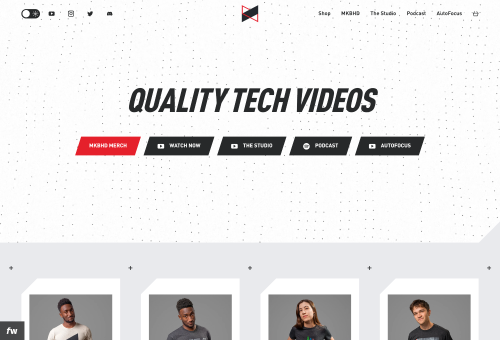 Shop MKBHD The Studio Podcast AutoFocus
QUALITY TECH VIDEOS
MKBHD MERCH WATCH NOW THE STUDIO PODCAST AUTOFOCUS
fw